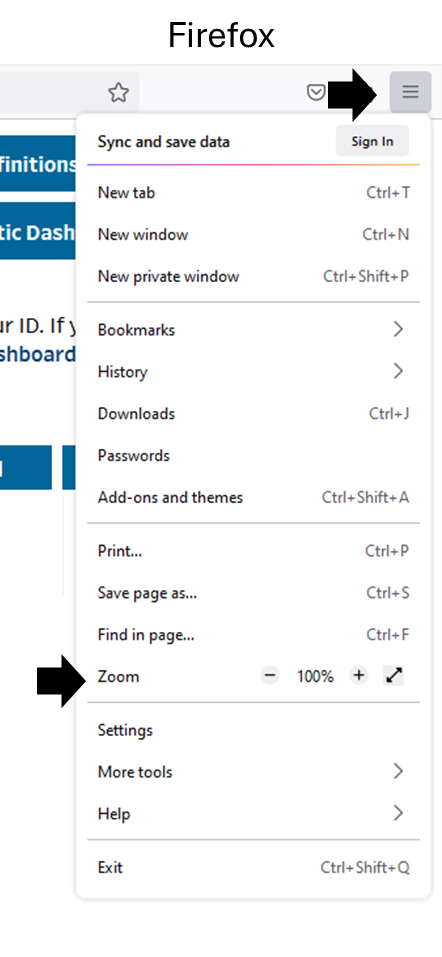 Firefox
Sync and save data Sign In
finitions
New tab Ctrl+T
tic Dash
New window Ctrl+N
New private window Ctrl+Shift+P
ur ID. If y
Bookmarks
shboard
History
Downloads Ctrl+J
Passwords
Add-ons and themes Ctrl+Shift+A
Print... Ctrl+P
Save page as... Ctrl+S
Find in page... Ctrl+F
Zoom − 100% +
Settings
More tools
Help
Exit Ctrl+Shift+Q